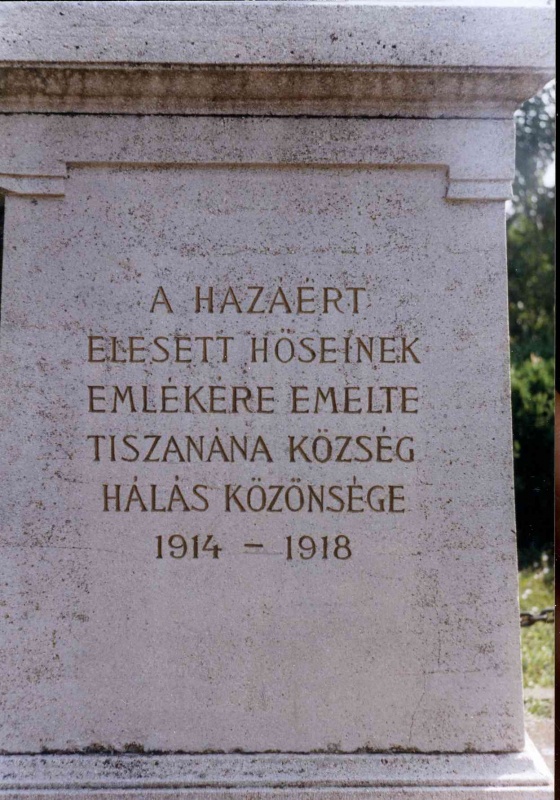 A HAZAÉRT
ELESETT HŐSEINEK
EMLÉKÉRE EMELTE
TISZANÁNA KÖZSÉG
HÁLÁS KÖZÖNSÉGE
1914 – 1918